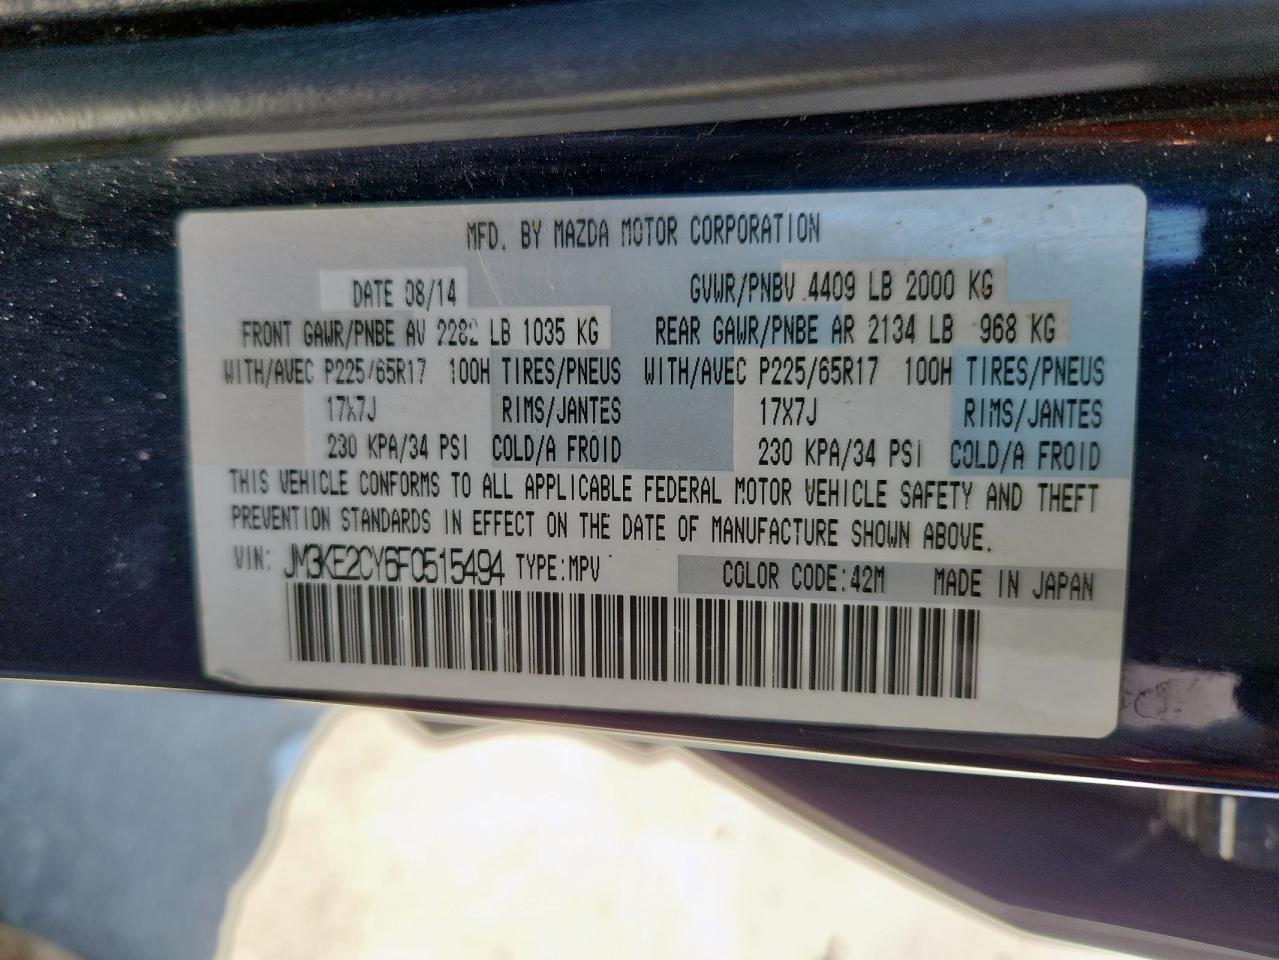 MFD. BY MAZDA MOTOR CORPORATION
DATE 08/14 GVWR/PNBV 4409 LB 2000 KG
FRONT GAWR/PNBE AV 2282 LB 1035 KG REAR GAWR/PNBE AR 2134 LB 968 KG
WITH/AVEC P225/65R17 100H TIRES/PNEUS WITH/AVEC P225/65R17 100H TIRES/PNEUS
17X7J RIMS/JANTES 17X7J RIMS/JANTES
230 KPA/34 PSI COLD/A FROID 230 KPA/34 PSI COLD/A FROID
THIS VEHICLE CONFORMS TO ALL APPLICABLE FEDERAL MOTOR VEHICLE SAFETY AND THEFT
PREVENTION STANDARDS IN EFFECT ON THE DATE OF MANUFACTURE SHOWN ABOVE.
VIN: JM3KE2CY6F0515494 TYPE:MPV COLOR CODE:42M MADE IN JAPAN